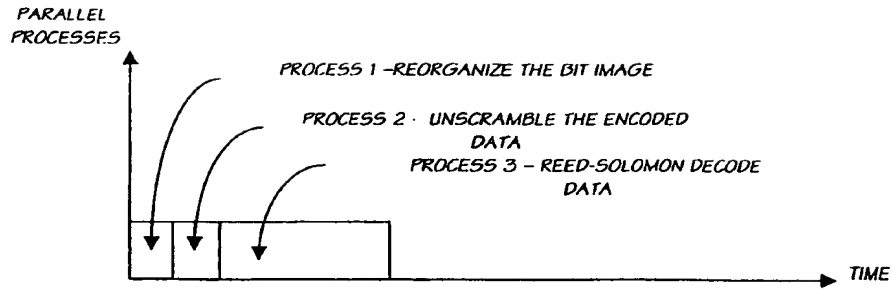 PARALLEL
PROCESSES
PROCESS 1 –REORGANIZE THE BIT IMAGE
PROCESS 2 · UNSCRAMBLE THE ENCODED
DATA
PROCESS 3 – REED-SOLOMON DECODE
DATA
TIME